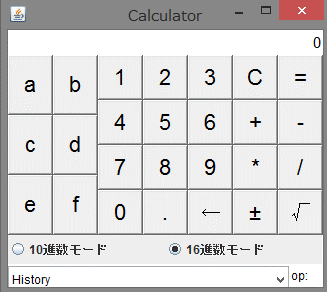 Calculator
0
a b 1 2 3 C =
4 5 6 + -
c d 7 8 9 * /
e f 0 . ← ± √
10進数モード 16進数モード
History op: